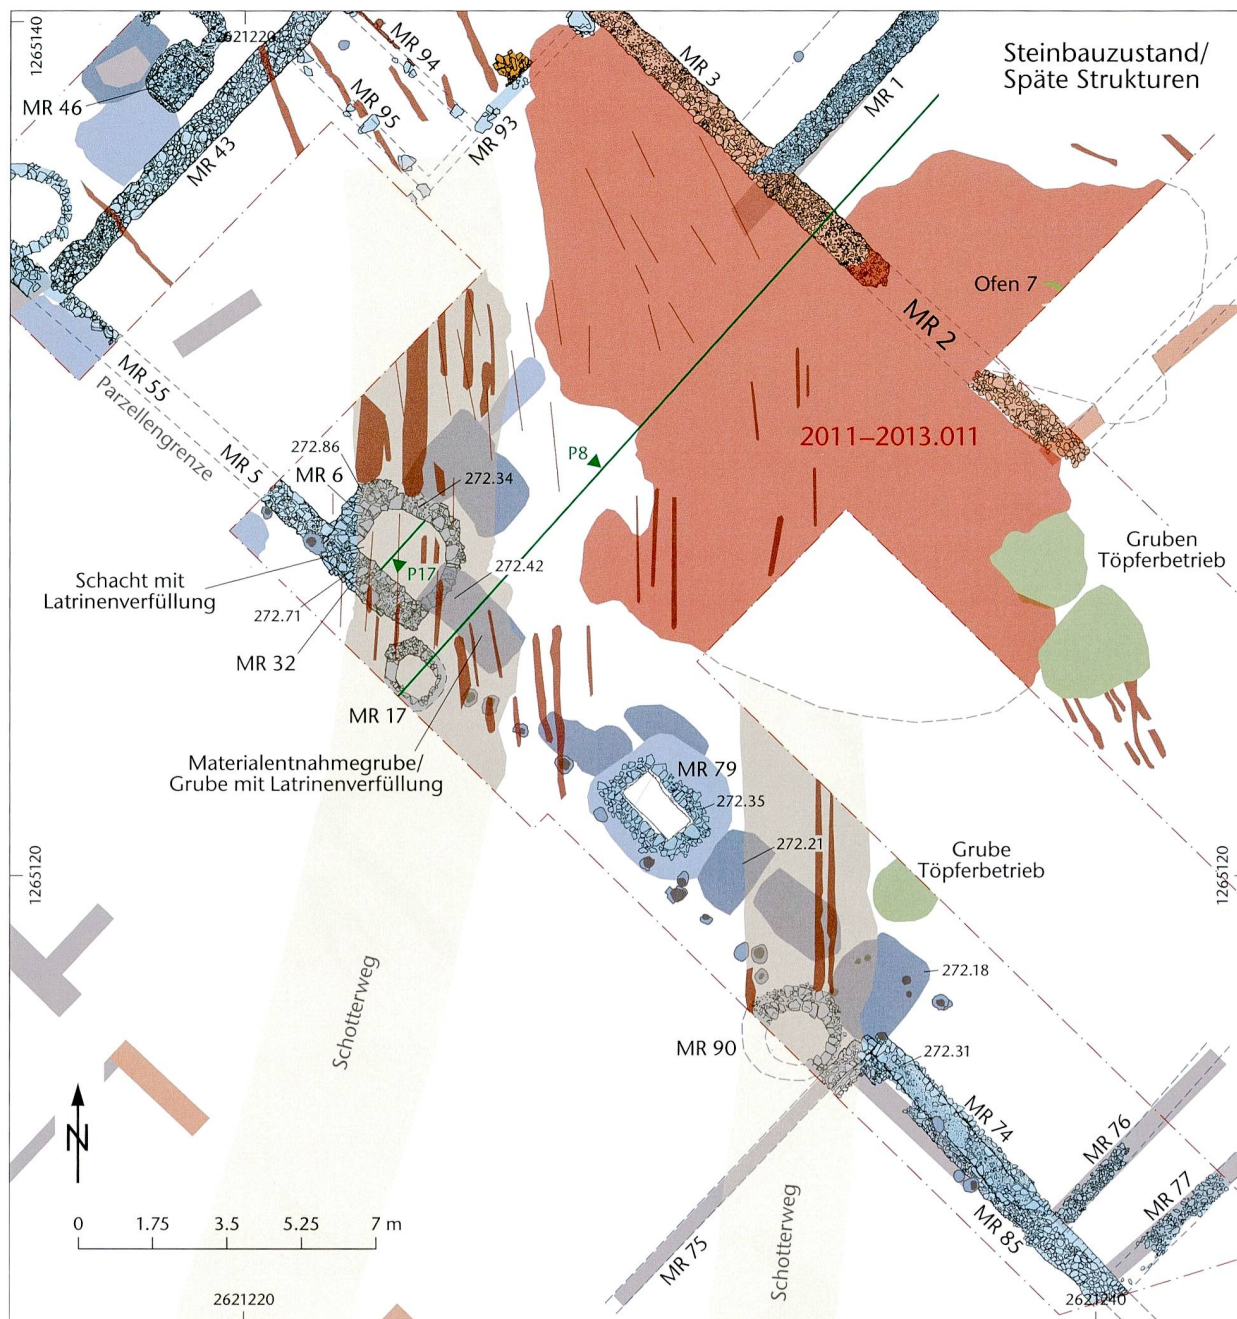 1265140
2621220
MR 94
MR 3
MR 1
Steinbauzustand/
Späte Strukturen
MR 46
MR 95
MR 43
MR 93
Ofen 7
MR 2
MR 55
Parzellengrenze
2011–2013.011
P8
272.86
MR 5
MR 6
272.34
Gruben
Töpferbetrieb
272.42
P17
Schacht mit
Latrinenverfüllung
272.71
MR 32
MR 17
Materialentnahmegrube/
Grube mit Latrinenverfüllung
MR 79
272.35
272.21
Grube
Töpferbetrieb
1265120
1265120
272.18
Schotterweg
MR 90
272.31
MR 74
MR 76
N
MR 77
0 1.75 3.5 5.25 7 m
MR 85
MR 75
Schotterweg
2621220
2621240